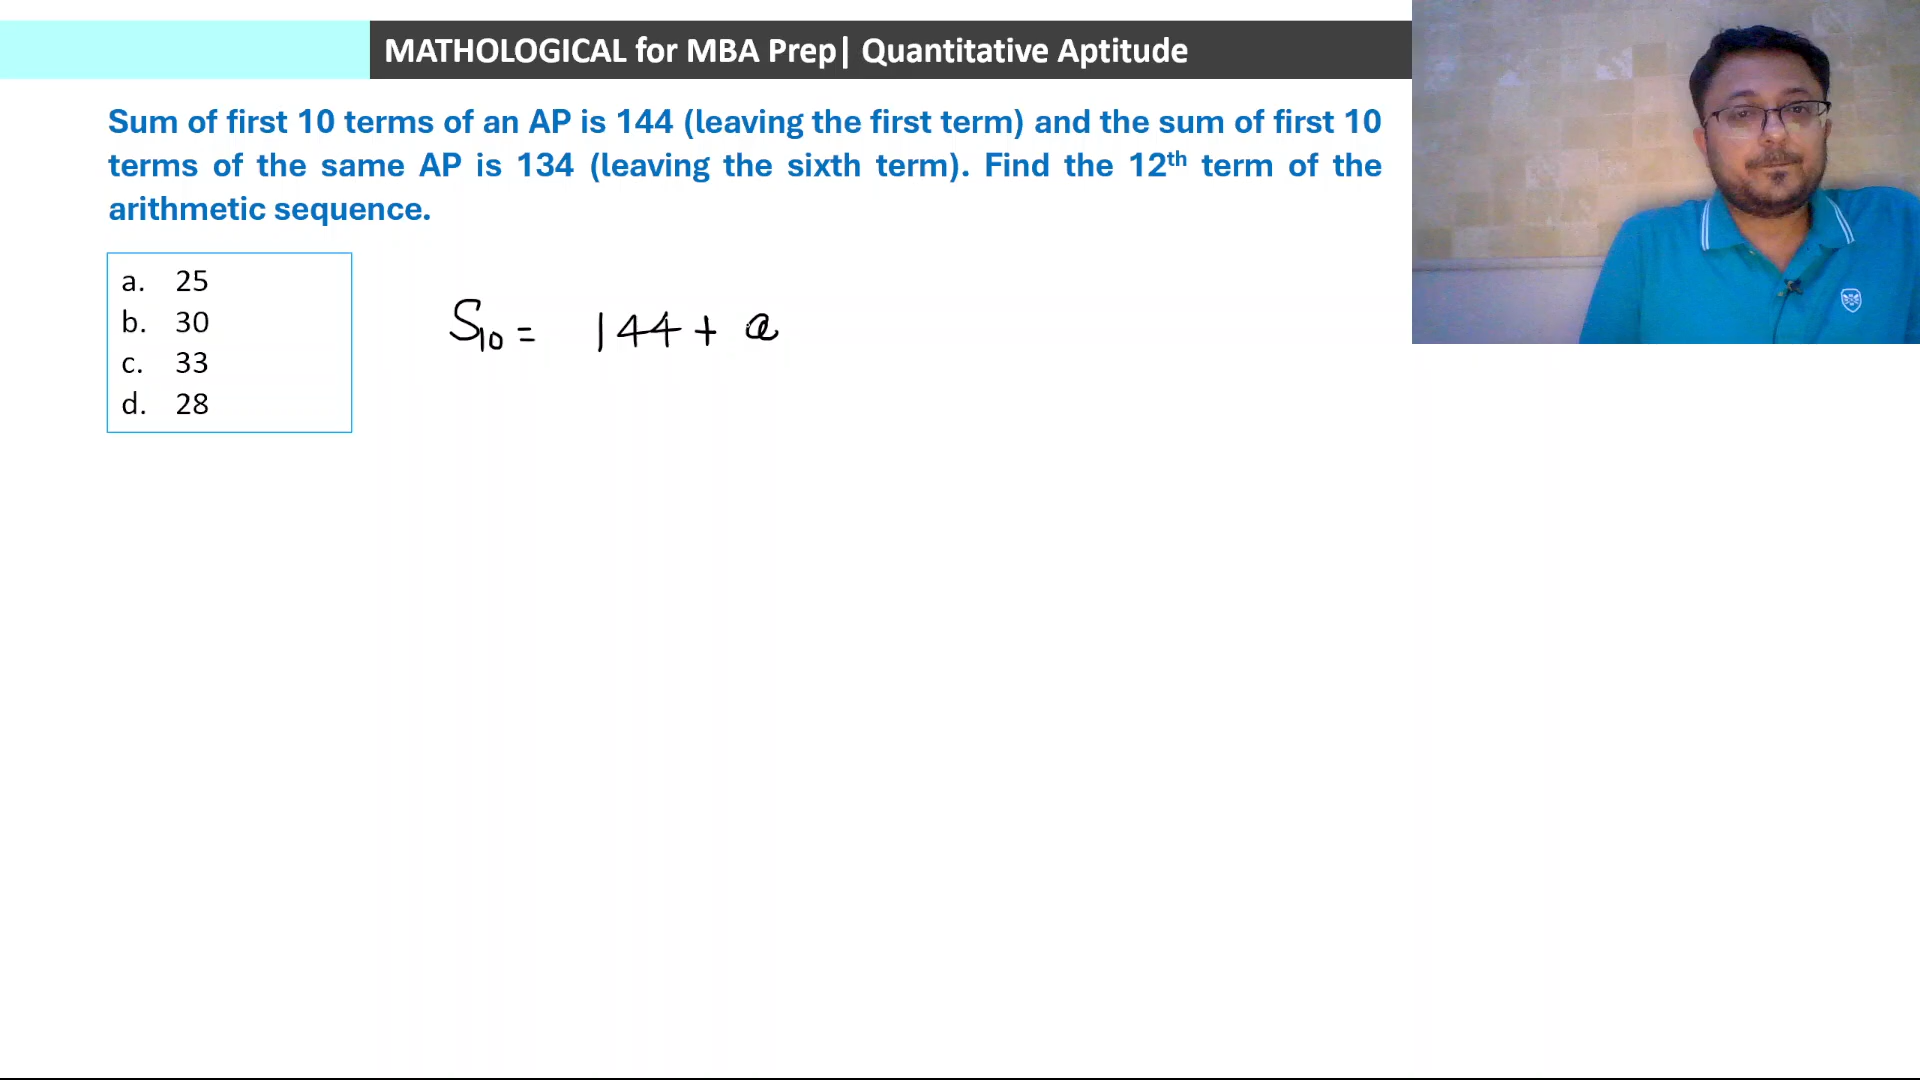 MATHOLOGICAL for MBA Prep| Quantitative Aptitude
Sum of first 10 terms of an AP is 144 (leaving the first term) and the sum of first 10
terms of the same AP is 134 (leaving the sixth term). Find the 12th term of the
arithmetic sequence.
a. 25
b. 30
c. 33
d. 28
S10 = 144 + a